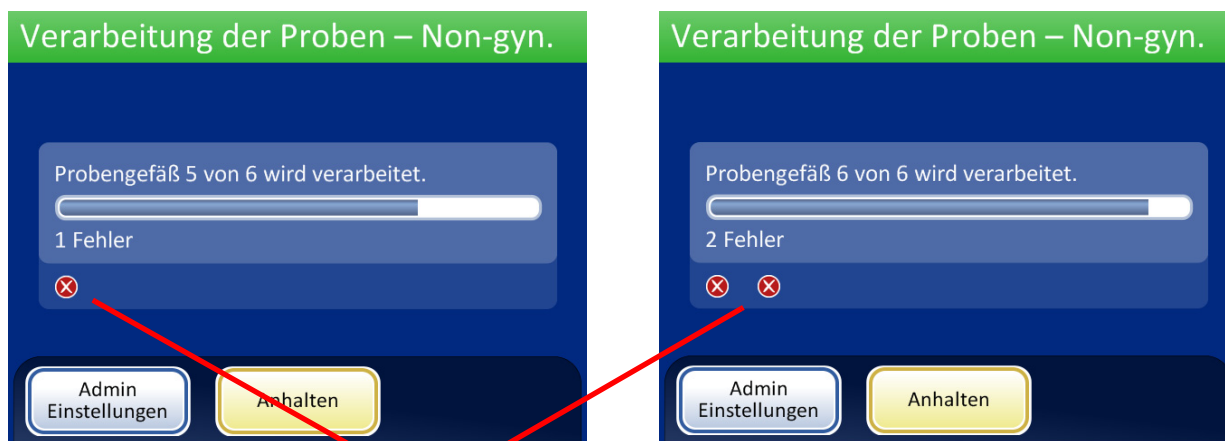 Verarbeitung der Proben – Non-gyn.
Probengefäß 5 von 6 wird verarbeitet.
1 Fehler
Admin
Einstellungen
Anhalten
Verarbeitung der Proben – Non-gyn.
Probengefäß 6 von 6 wird verarbeitet.
2 Fehler
Admin
Einstellungen
Anhalten